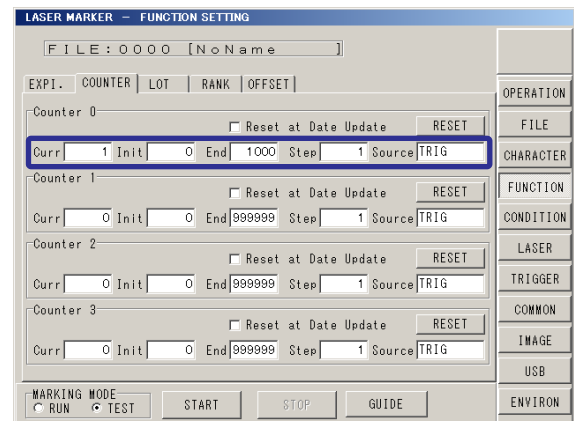 LASER MARKER – FUNCTION SETTING
FILE:0000 [NoName ]
EXPI. COUNTER LOT RANK OFFSET
Counter 0
Reset at Date Update RESET
Curr 1 Init 0 End 1000 Step 1 Source TRIG
Counter 1
Reset at Date Update RESET
Curr 0 Init 0 End 999999 Step 1 Source TRIG
Counter 2
Reset at Date Update RESET
Curr 0 Init 0 End 999999 Step 1 Source TRIG
Counter 3
Reset at Date Update RESET
Curr 0 Init 0 End 999999 Step 1 Source TRIG
MARKING MODE
RUN TEST START STOP GUIDE
OPERATION
FILE
CHARACTER
FUNCTION
CONDITION
LASER
TRIGGER
COMMON
IMAGE
USB
ENVIRON